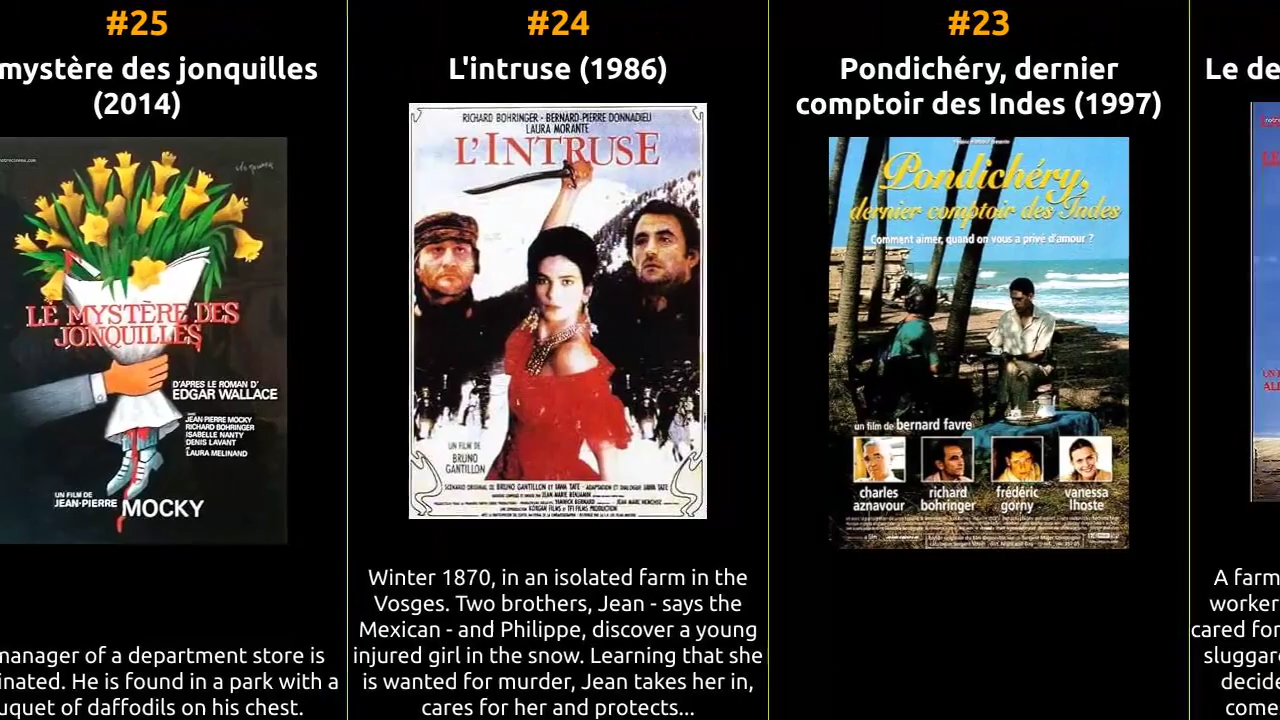 #25
mystère des jonquilles
(2014)
notrecinema.com
LE MYSTÈRE DES
JONQUILLES
D'APRÈS LE ROMAN D'
EDGAR WALLACE
JEAN-PIERRE MOCKY
RICHARD BOHRINGER
ISABELLE NANTY
DENIS LAVANT
LAURA MELINAND
UN FILM DE
JEAN-PIERRE MOCKY
manager of a department store is
inated. He is found in a park with a
uquet of daffodils on his chest.
#24
L'intruse (1986)
RICHARD BOHRINGER - BERNARD-PIERRE DONNADIEU
LAURA MORANTE
L'INTRUSE
UN FILM DE
BRUNO
GANTILLON
Winter 1870, in an isolated farm in the
Vosges. Two brothers, Jean - says the
Mexican - and Philippe, discover a young
injured girl in the snow. Learning that she
is wanted for murder, Jean takes her in,
cares for her and protects...
#23
Pondichéry, dernier
comptoir des Indes (1997)
Pondichéry,
dernier comptoir des Indes
Comment aimer, quand on vous a privé d'amour ?
un film de bernard favre
charles
aznavour
richard
bohringer
frédéric
gorny
vanessa
lhoste
Le de
A farm
worker
cared for
sluggar
decide
come